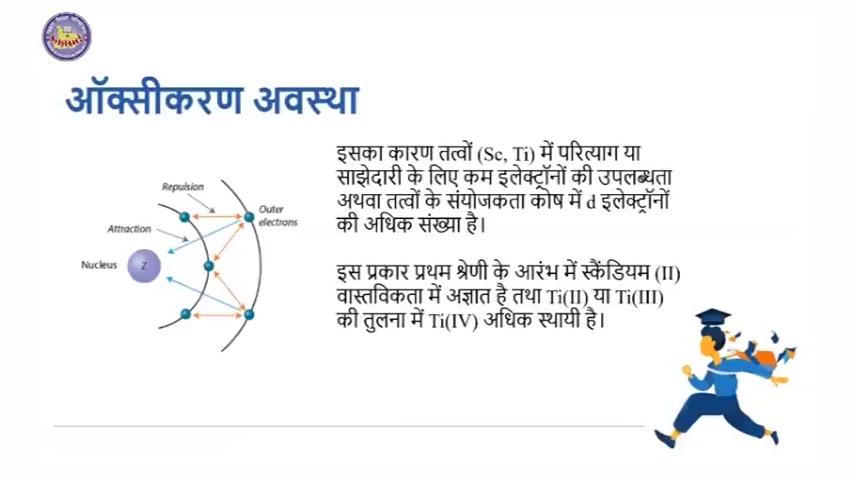 ऑक्सीकरण अवस्था
इसका कारण तत्वों (Sc, Ti) में परित्याग या
साझेदारी के लिए कम इलेक्ट्रॉनों की उपलब्धता
अथवा तत्वों के संयोजकता कोष में d इलेक्ट्रॉनों
की अधिक संख्या है।
इस प्रकार प्रथम श्रेणी के आरंभ में स्कैंडियम (II)
वास्तविकता में अज्ञात है तथा Ti(II) या Ti(III)
की तुलना में Ti(IV) अधिक स्थायी है।
Repulsion
Outer
electrons
Attraction
Nucleus
Z